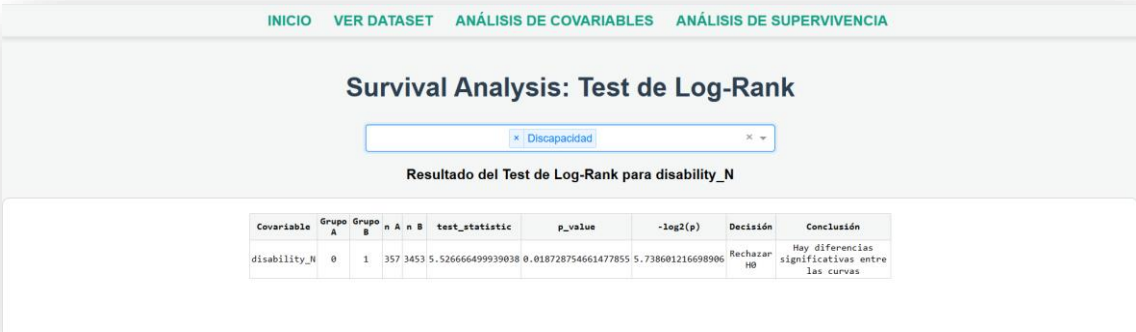 INICIO VER DATASET ANÁLISIS DE COVARIABLES ANÁLISIS DE SUPERVIVENCIA
Survival Analysis: Test de Log-Rank
× Discapacidad ×
Resultado del Test de Log-Rank para disability_N
Covariable Grupo A Grupo B n A n B test_statistic p_value -log2(p) Decisión Conclusión
disability_N 0 1 357 3453 5.526666499939038 0.018728754661477855 5.738601216698906 Rechazar H0 Hay diferencias significativas entre las curvas